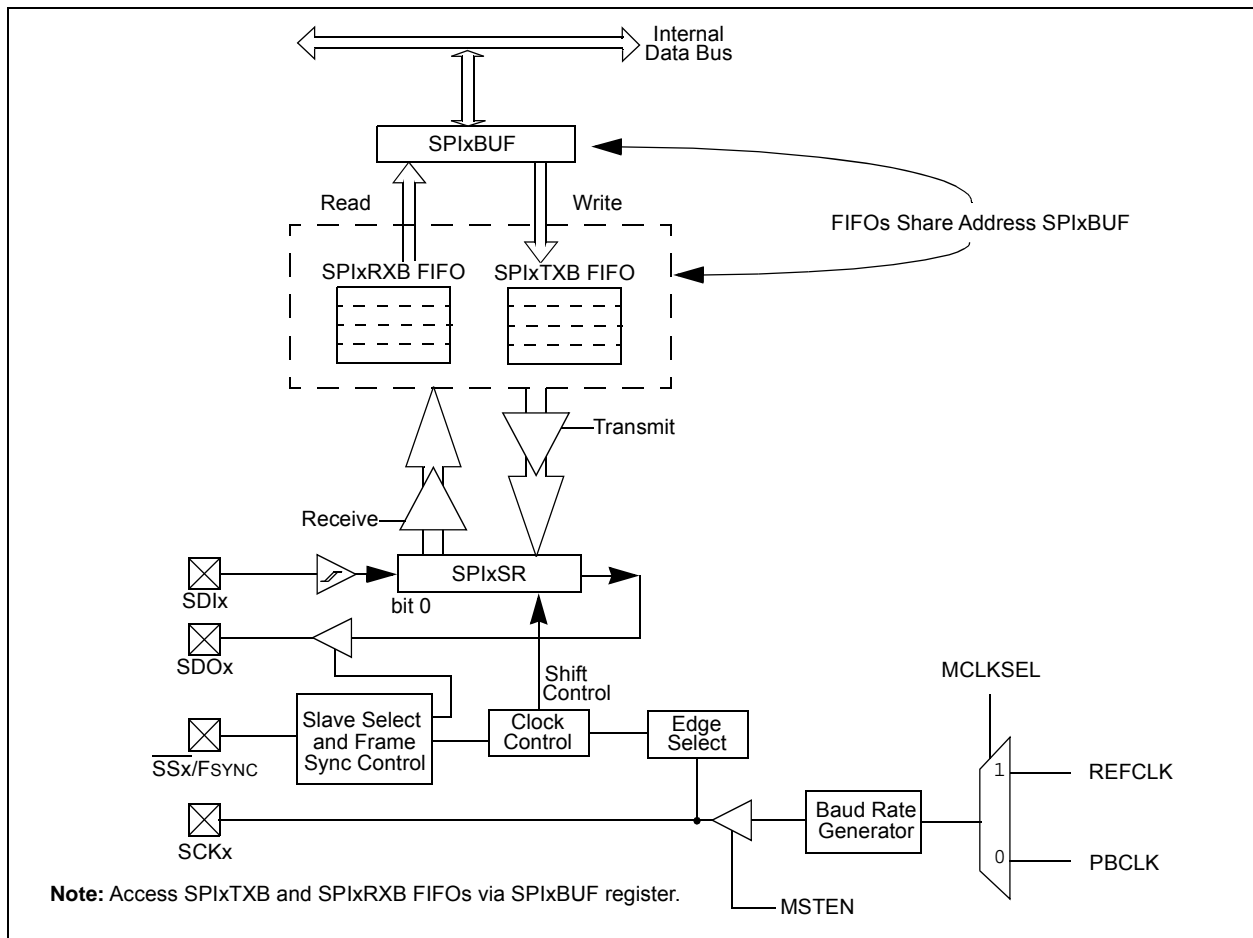 Internal
Data Bus
SPIxBUF
Read
Write
FIFOs Share Address SPIxBUF
SPIxRXB FIFO
SPIxTXB FIFO
Transmit
Receive
SPIxSR
SDIx
bit 0
SDOx
Shift
Control
MCLKSEL
Slave Select
and Frame
Sync Control
Clock
Control
Edge
Select
SSx/FSYNC
1
REFCLK
Baud Rate
Generator
SCKx
0
PBCLK
Note: Access SPIxTXB and SPIxRXB FIFOs via SPIxBUF register.
MSTEN